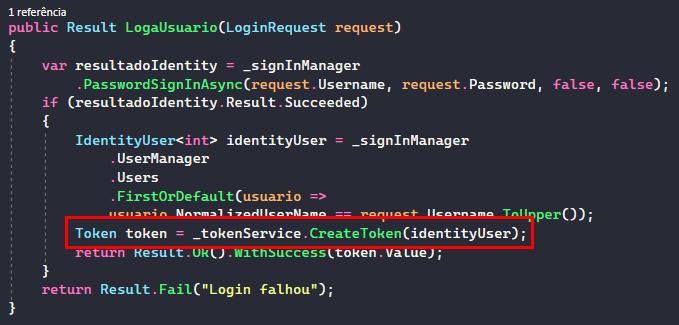 1 referência
public Result LogaUsuario(LoginRequest request)
{
var resultadoIdentity = _signInManager
.PasswordSignInAsync(request.Username, request.Password, false, false);
if (resultadoIdentity.Result.Succeeded)
{
IdentityUser<int> identityUser = _signInManager
.UserManager
.Users
.FirstOrDefault(usuario =>
usuario.NormalizedUserName == request.Username.ToUpper());
Token token = _tokenService.CreateToken(identityUser);
return Result.Ok().WithSuccess(token.Value);
}
return Result.Fail("Login falhou");
}